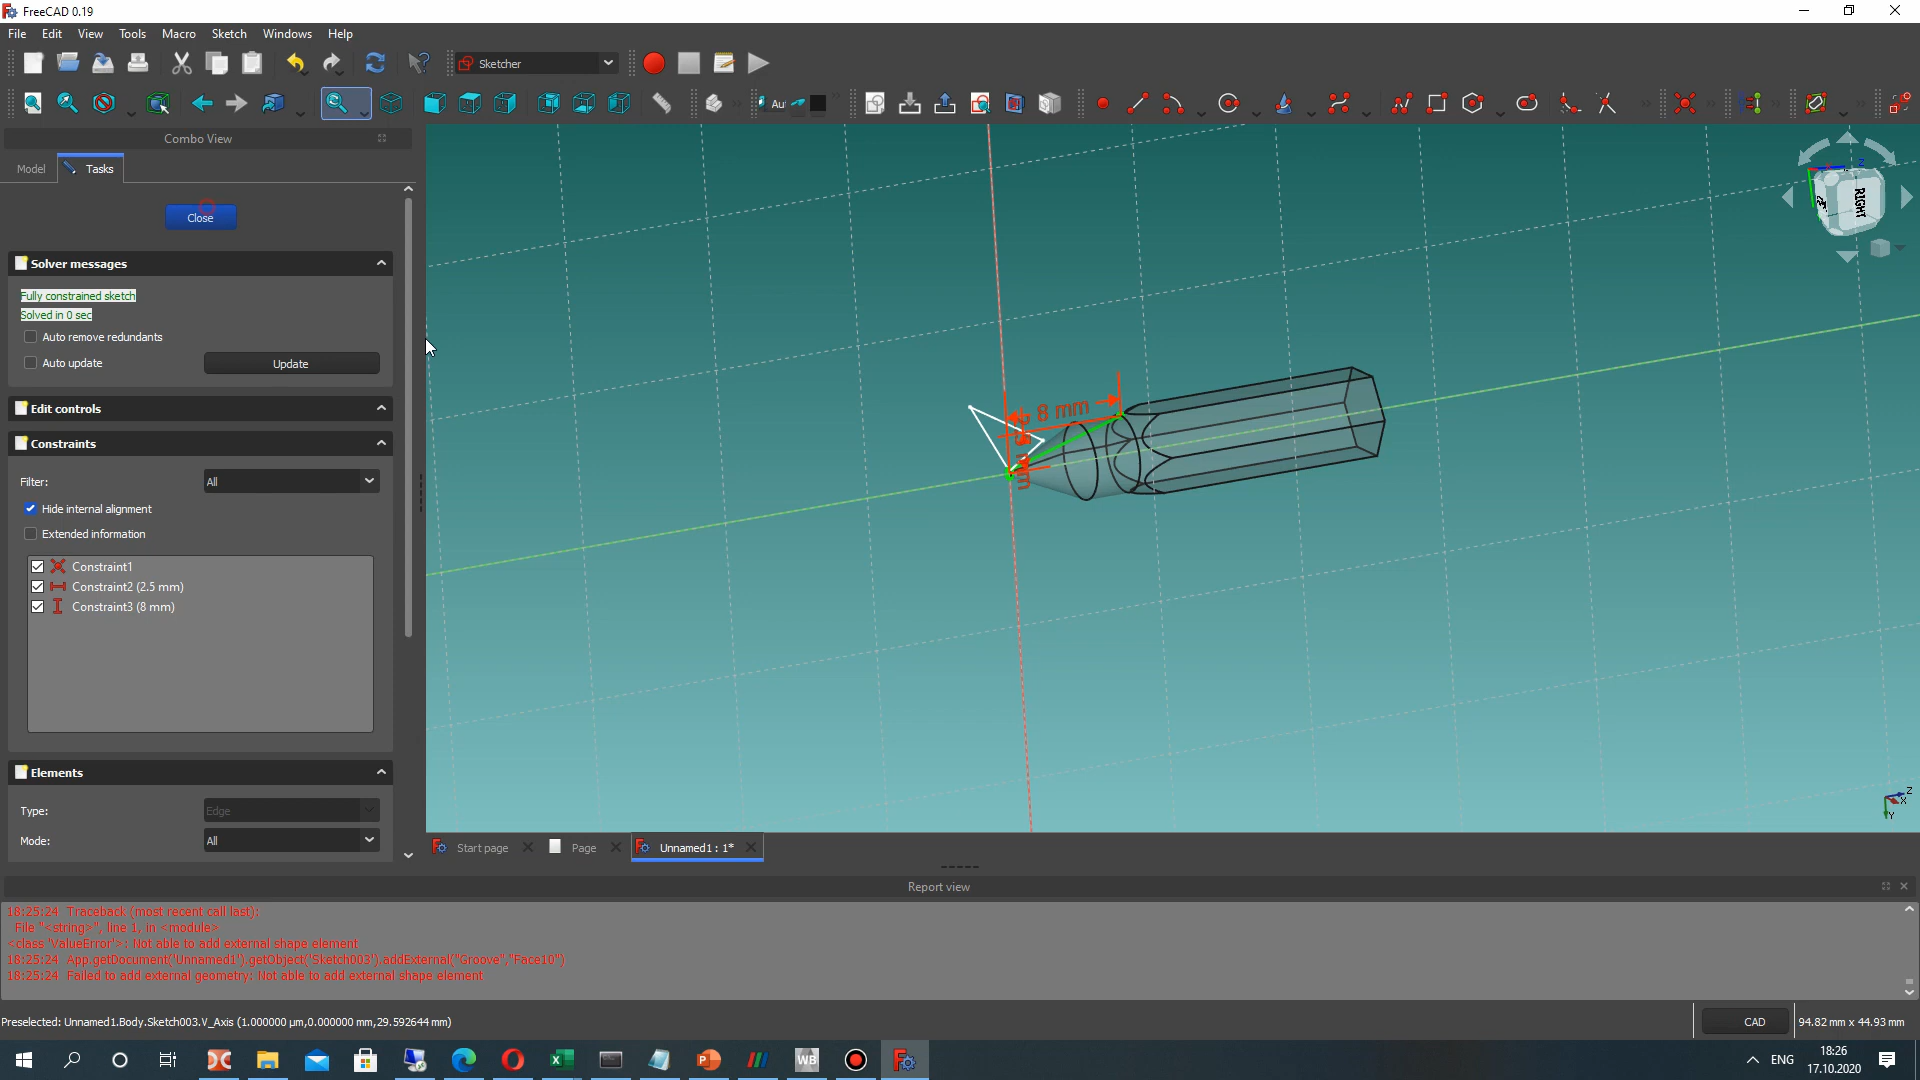 FreeCAD 0.19
File Edit View Tools Macro Sketch Windows Help
Sketcher
Combo View
Model Tasks
Close
Solver messages
Fully constrained sketch
Solved in 0 sec
Auto remove redundants
Auto update Update
Edit controls
Constraints
Filter: All
Hide internal alignment
Extended information
Constraint1
Constraint2 (2.5 mm)
Constraint3 (8 mm)
Elements
Type: Edge
Mode: All
8 mm
RIGHT
Z
Z
X
Y
Start page Page Unnamed1 : 1*
Report view
18:25:24 Traceback (most recent call last):
File "<string>", line 1, in <module>
<class 'ValueError'>: Not able to add external shape element
18:25:24 App.getDocument('Unnamed1').getObject('Sketch003').addExternal("Groove","Face10")
18:25:24 Failed to add external geometry: Not able to add external shape element
Preselected: Unnamed1.Body.Sketch003.V_Axis (1.000000 µm,0.000000 mm,29.592644 mm)
CAD 94.82 mm x 44.93 mm
WB
ENG
18:26
17.10.2020